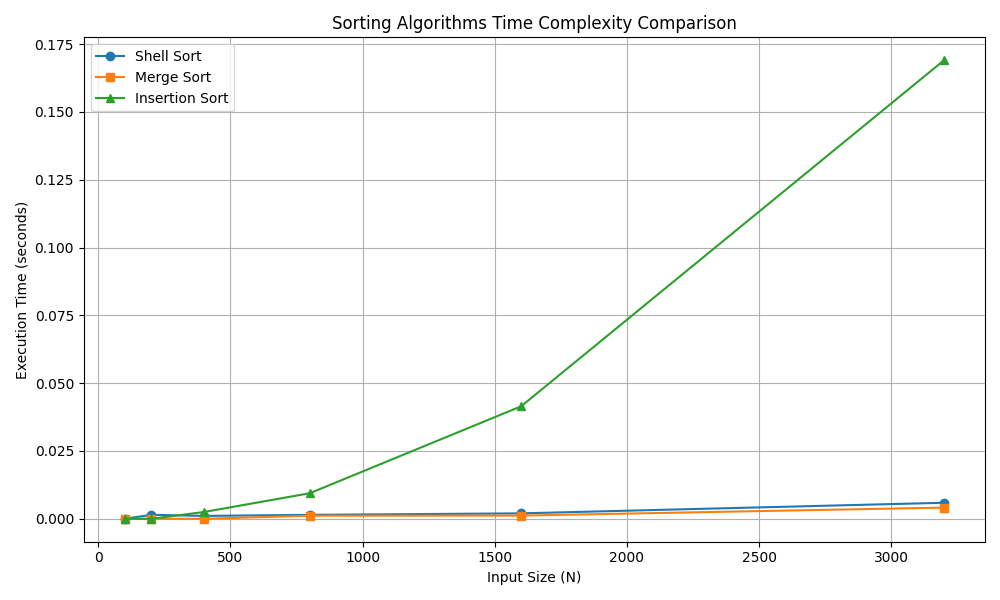 Sorting Algorithms Time Complexity Comparison
Shell Sort
Merge Sort
Insertion Sort
Execution Time (seconds)
0.175
0.150
0.125
0.100
0.075
0.050
0.025
0.000
0 500 1000 1500 2000 2500 3000
Input Size (N)